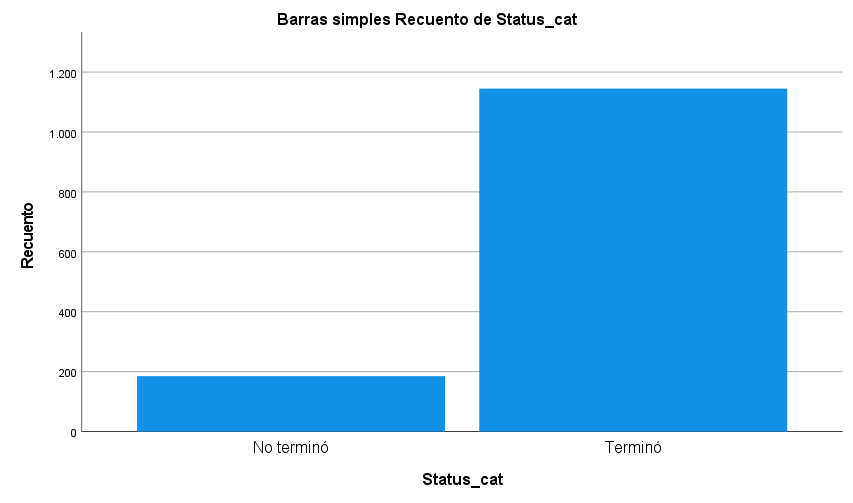 Barras simples Recuento de Status_cat
1.200
1.000
800
600
400
200
0
Recuento
No terminó
Terminó
Status_cat